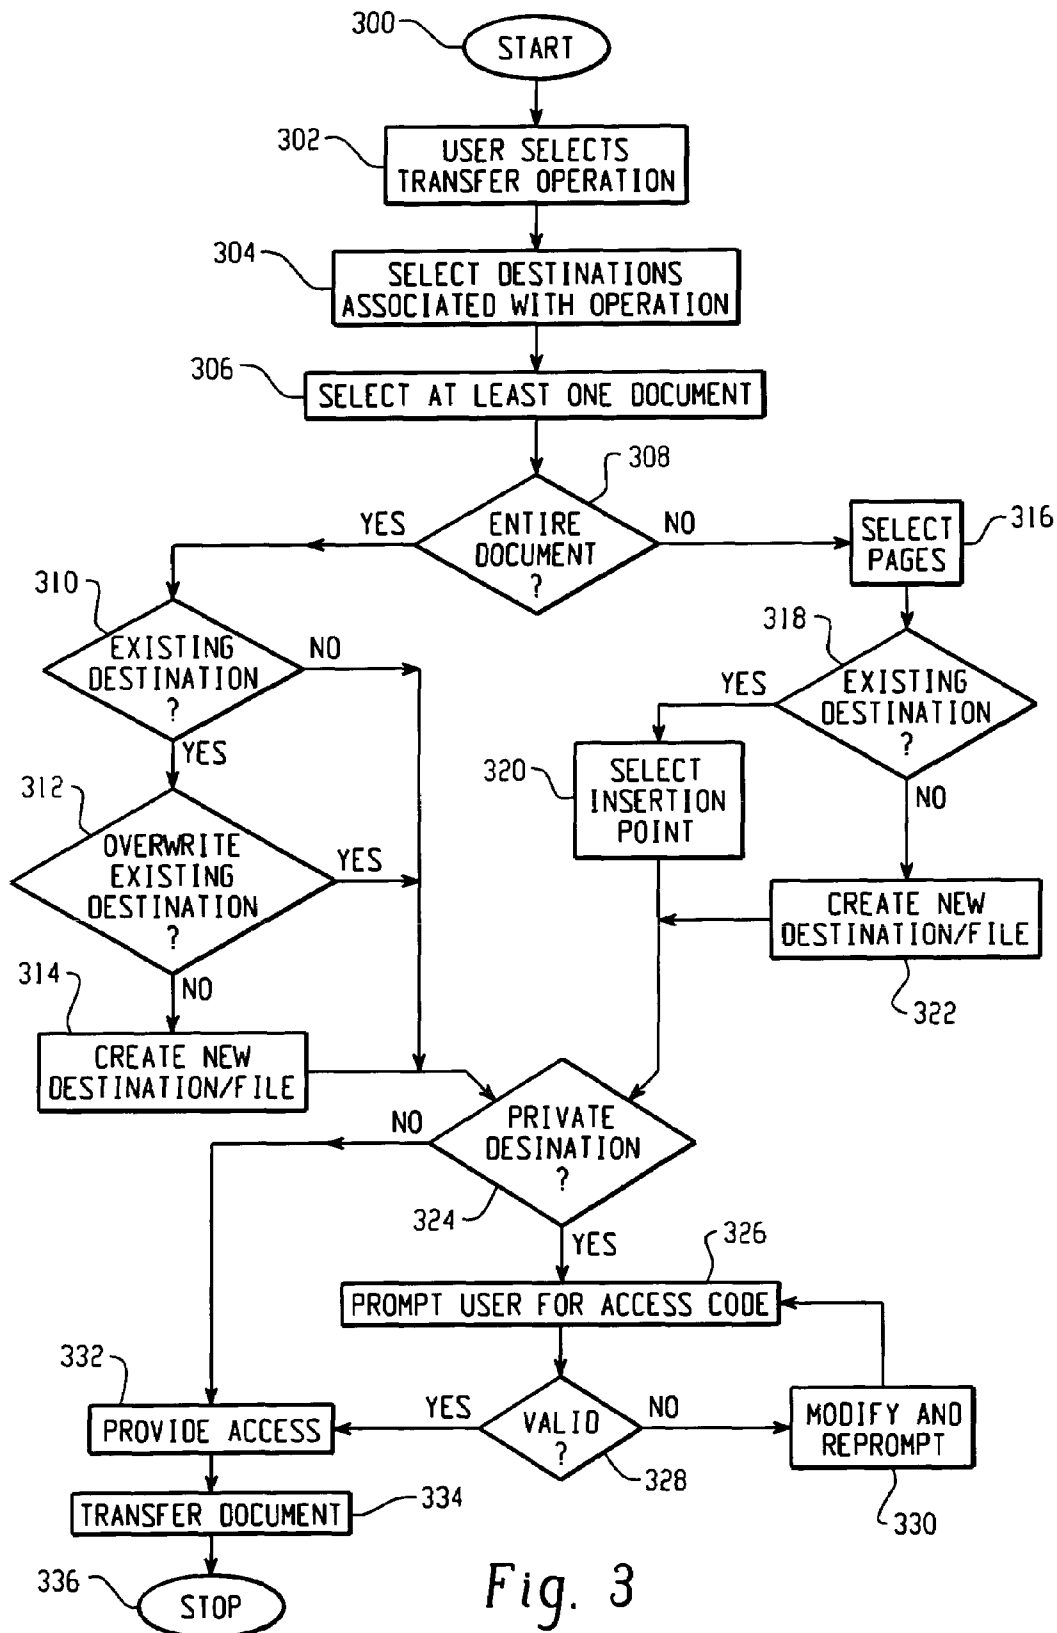 300
START
302
USER SELECTS
TRANSFER OPERATION
304
SELECT DESTINATIONS
ASSOCIATED WITH OPERATION
306
SELECT AT LEAST ONE DOCUMENT
308
YES
ENTIRE
DOCUMENT
?
NO
SELECT
PAGES
316
310
EXISTING
DESTINATION
?
NO
YES
318
YES
EXISTING
DESTINATION
?
NO
312
OVERWRITE
EXISTING
DESTINATION
?
YES
NO
320
SELECT
INSERTION
POINT
CREATE NEW
DESTINATION/FILE
322
314
CREATE NEW
DESTINATION/FILE
NO
PRIVATE
DESINATION
?
324
YES
326
PROMPT USER FOR ACCESS CODE
332
PROVIDE ACCESS
YES
VALID
?
NO
328
MODIFY AND
REPROMPT
330
TRANSFER DOCUMENT
334
336
STOP
Fig. 3